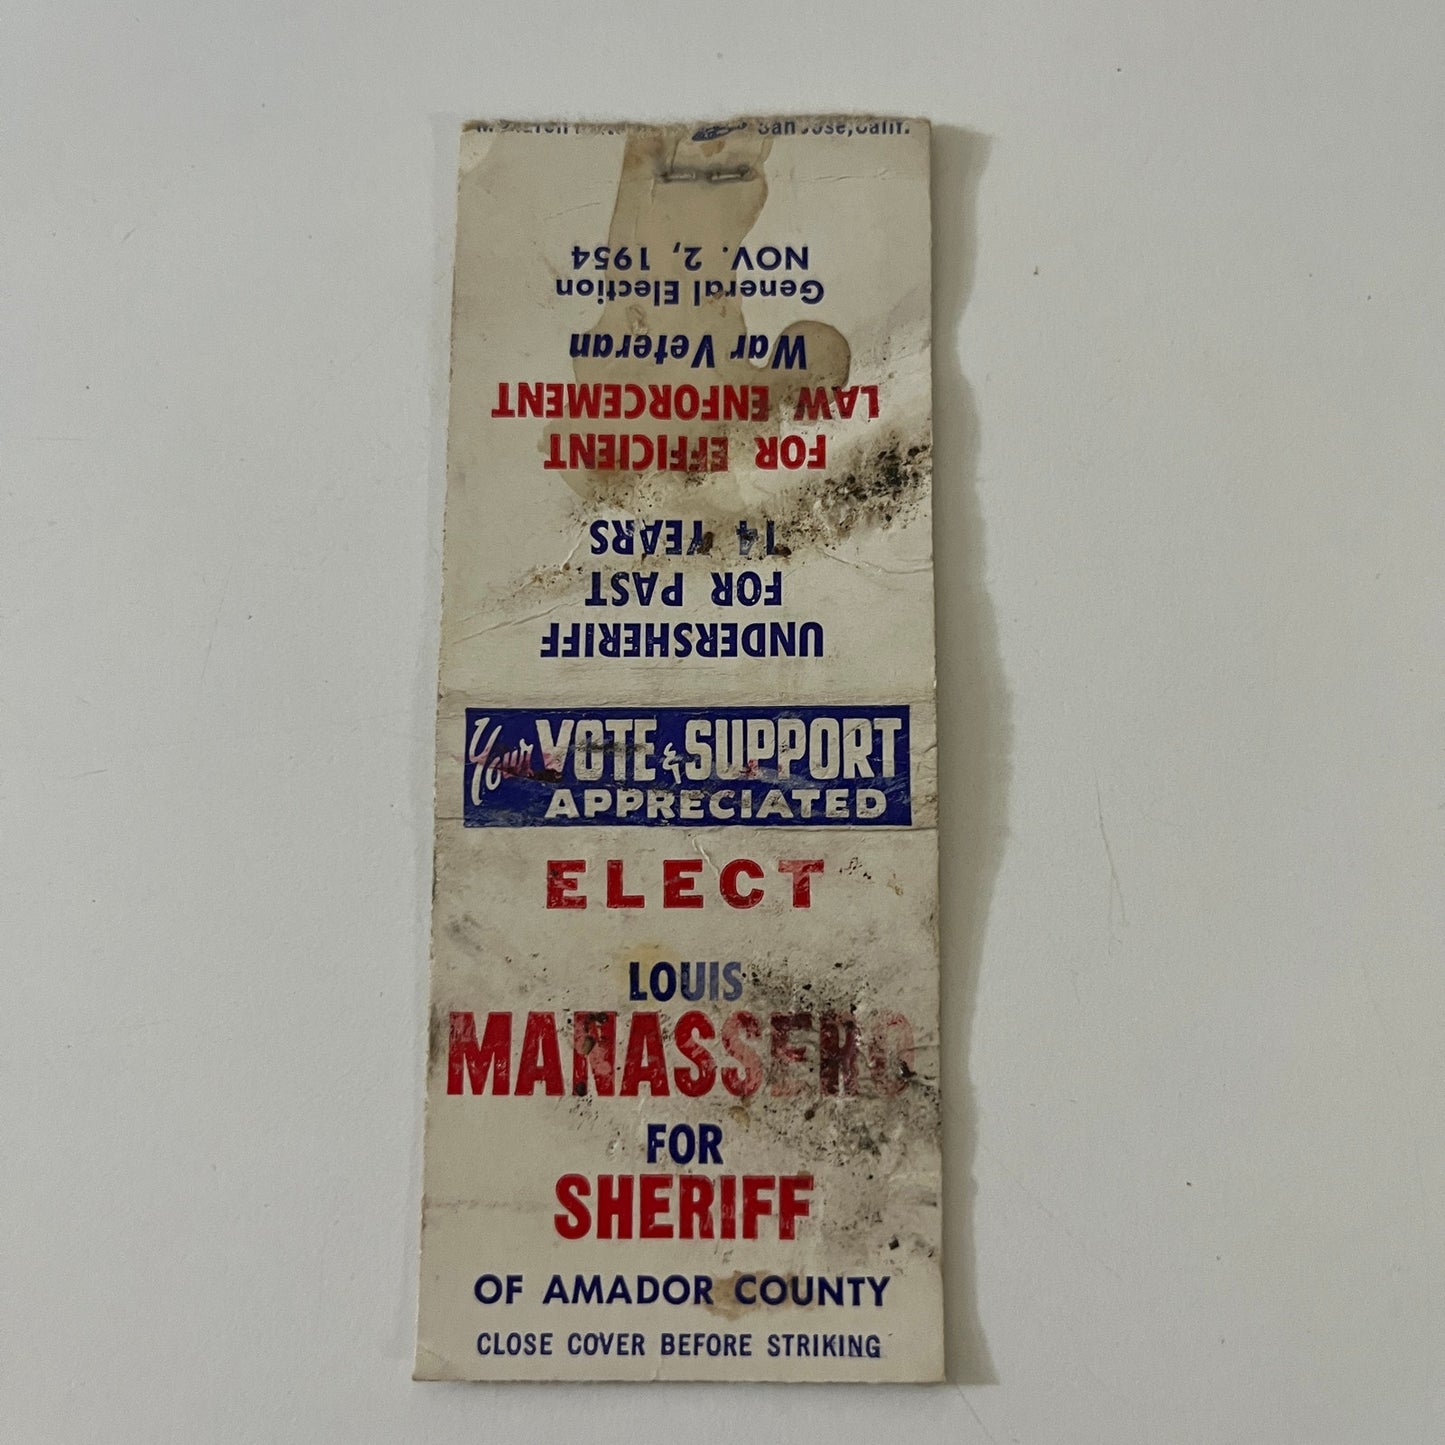 San Jose, Calif.
UNDERSHERIFF
FOR PAST
14 YEARS
FOR EFFICIENT
LAW ENFORCEMENT
War Veteran
General Election
NOV. 2, 1954
Your VOTE & SUPPORT
APPRECIATED
ELECT
LOUIS
MANASSERO
FOR
SHERIFF
OF AMADOR COUNTY
CLOSE COVER BEFORE STRIKING